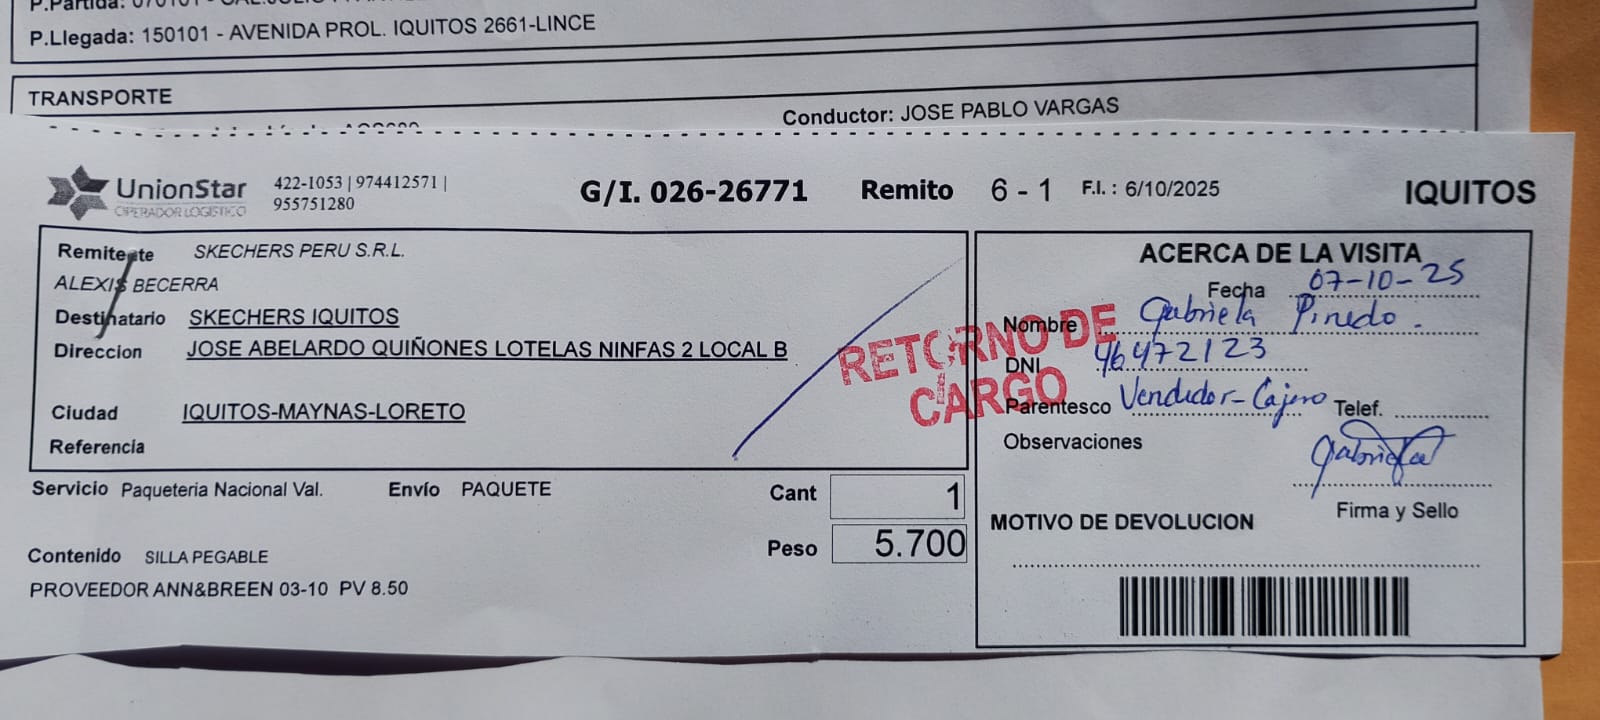 P.Partida: 070101 - CAL.JULIO
P.Llegada: 150101 - AVENIDA PROL. IQUITOS 2661-LINCE
TRANSPORTE
Conductor: JOSE PABLO VARGAS
UnionStar
OPERADOR LOGISTICO
422-1053 | 974412571 |
955751280
G/I. 026-26771 Remito 6 - 1 F.I. : 6/10/2025 IQUITOS
Remitente SKECHERS PERU S.R.L.
ALEXIS BECERRA
Destinatario SKECHERS IQUITOS
Direccion JOSE ABELARDO QUIÑONES LOTELAS NINFAS 2 LOCAL B
Ciudad IQUITOS-MAYNAS-LORETO
Referencia
RETORNO DE
CARGO
Servicio Paqueteria Nacional Val. Envío PAQUETE
Cant 1
Peso 5.700
Contenido SILLA PEGABLE
PROVEEDOR ANN&BREEN 03-10 PV 8.50
ACERCA DE LA VISITA
Fecha 07-10-25
Nombre Gabriela Pinedo.
DNI 46472123
Parentesco Vendedor-Cajero Telef.
Observaciones
Firma y Sello
MOTIVO DE DEVOLUCION